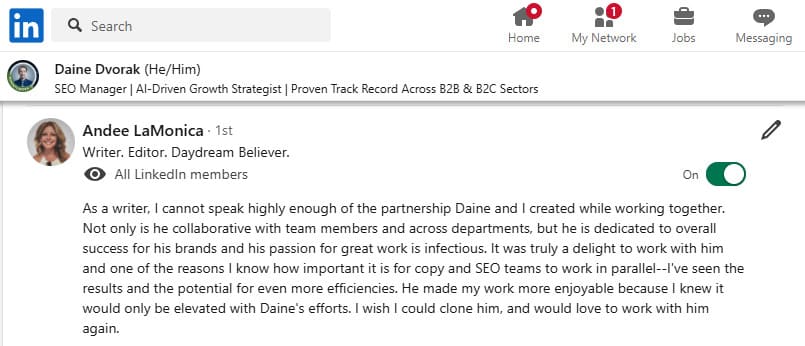 in
Search
Home
1
My Network
Jobs
Messaging
Daine Dvorak (He/Him)
SEO Manager | AI-Driven Growth Strategist | Proven Track Record Across B2B & B2C Sectors
Andee LaMonica · 1st
Writer. Editor. Daydream Believer.
All LinkedIn members
On
As a writer, I cannot speak highly enough of the partnership Daine and I created while working together.
Not only is he collaborative with team members and across departments, but he is dedicated to overall
success for his brands and his passion for great work is infectious. It was truly a delight to work with him
and one of the reasons I know how important it is for copy and SEO teams to work in parallel--I've seen the
results and the potential for even more efficiencies. He made my work more enjoyable because I knew it
would only be elevated with Daine's efforts. I wish I could clone him, and would love to work with him
again.